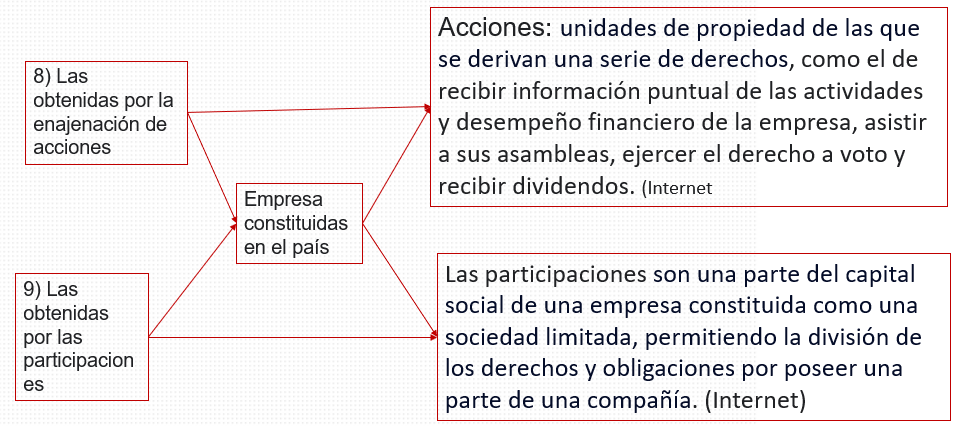 8) Las
obtenidas por la
enajenación de
acciones
Acciones: unidades de propiedad de las que
se derivan una serie de derechos, como el de
recibir información puntual de las actividades
y desempeño financiero de la empresa, asistir
a sus asambleas, ejercer el derecho a voto y
recibir dividendos. (Internet
Empresa
constituidas
en el país
9) Las
obtenidas
por las
participacion
es
Las participaciones son una parte del capital
social de una empresa constituida como una
sociedad limitada, permitiendo la división de
los derechos y obligaciones por poseer una
parte de una compañía. (Internet)